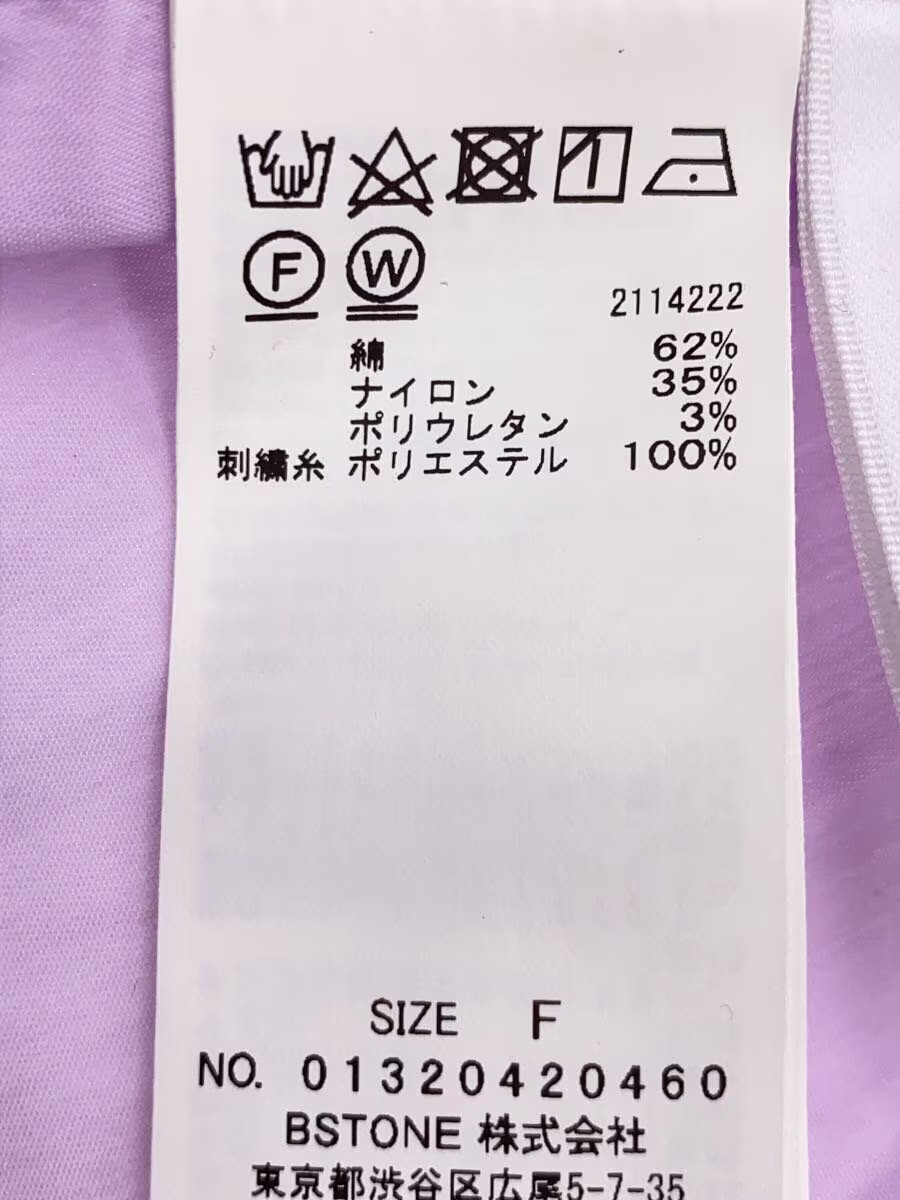 F W 2114222
綿 62%
ナイロン 35%
ポリウレタン 3%
刺繍糸 ポリエステル 100%
SIZE F
NO. 01320420460
BSTONE 株式会社
東京都渋谷区広尾5-7-35